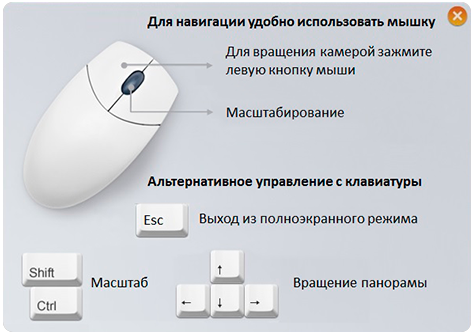 Для навигации удобно использовать мышку
Для вращения камерой зажмите
левую кнопку мыши
Масштабирование
Альтернативное управление с клавиатуры
Esc
Выход из полноэкранного режима
Shift
Ctrl
Масштаб
↑
← ↓ →
Вращение панорамы